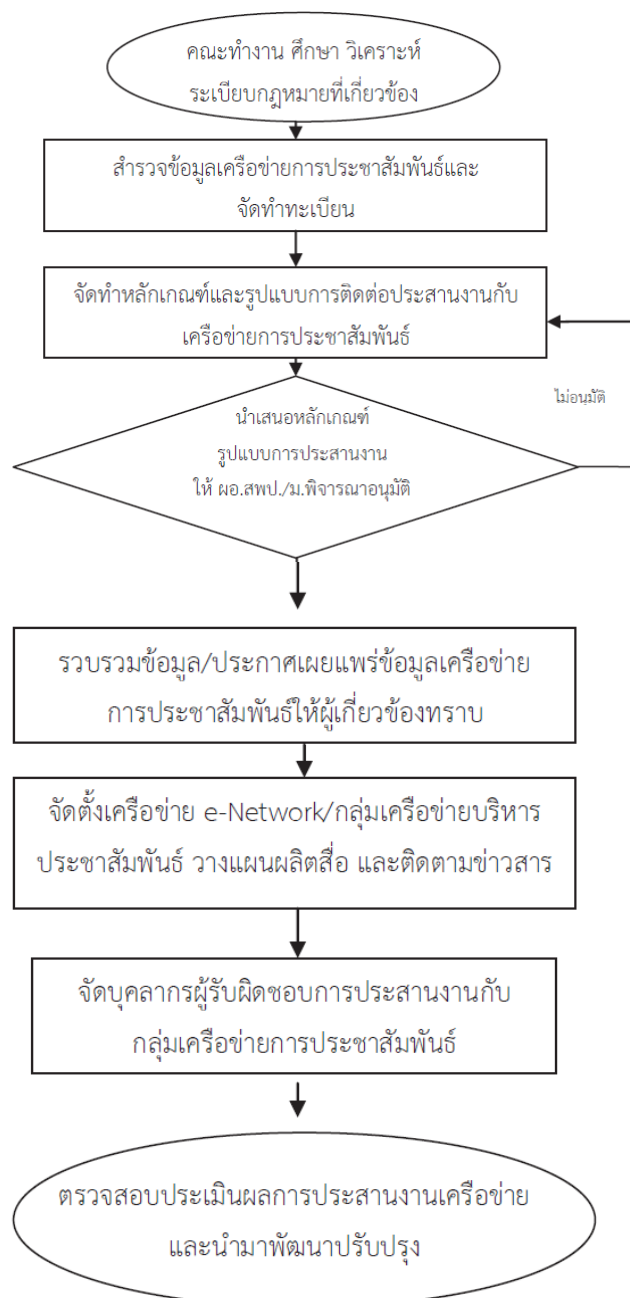 คณะทำงาน ศึกษา วิเคราะห์
ระเบียบกฎหมายที่เกี่ยวข้อง
สำรวจข้อมูลเครือข่ายการประชาสัมพันธ์และ
จัดทำทะเบียน
จัดทำหลักเกณฑ์และรูปแบบการติดต่อประสานงานกับ
เครือข่ายการประชาสัมพันธ์
ไม่อนุมัติ
นำเสนอหลักเกณฑ์
รูปแบบการประสานงาน
ให้ ผอ.สพป./ม.พิจารณาอนุมัติ
รวบรวมข้อมูล/ประกาศเผยแพร่ข้อมูลเครือข่าย
การประชาสัมพันธ์ให้ผู้เกี่ยวข้องทราบ
จัดตั้งเครือข่าย e-Network/กลุ่มเครือข่ายบริหาร
ประชาสัมพันธ์ วางแผนผลิตสื่อ และติดตามข่าวสาร
จัดบุคลากรผู้รับผิดชอบการประสานงานกับ
กลุ่มเครือข่ายการประชาสัมพันธ์
ตรวจสอบประเมินผลการประสานงานเครือข่าย
และนำมาพัฒนาปรับปรุง